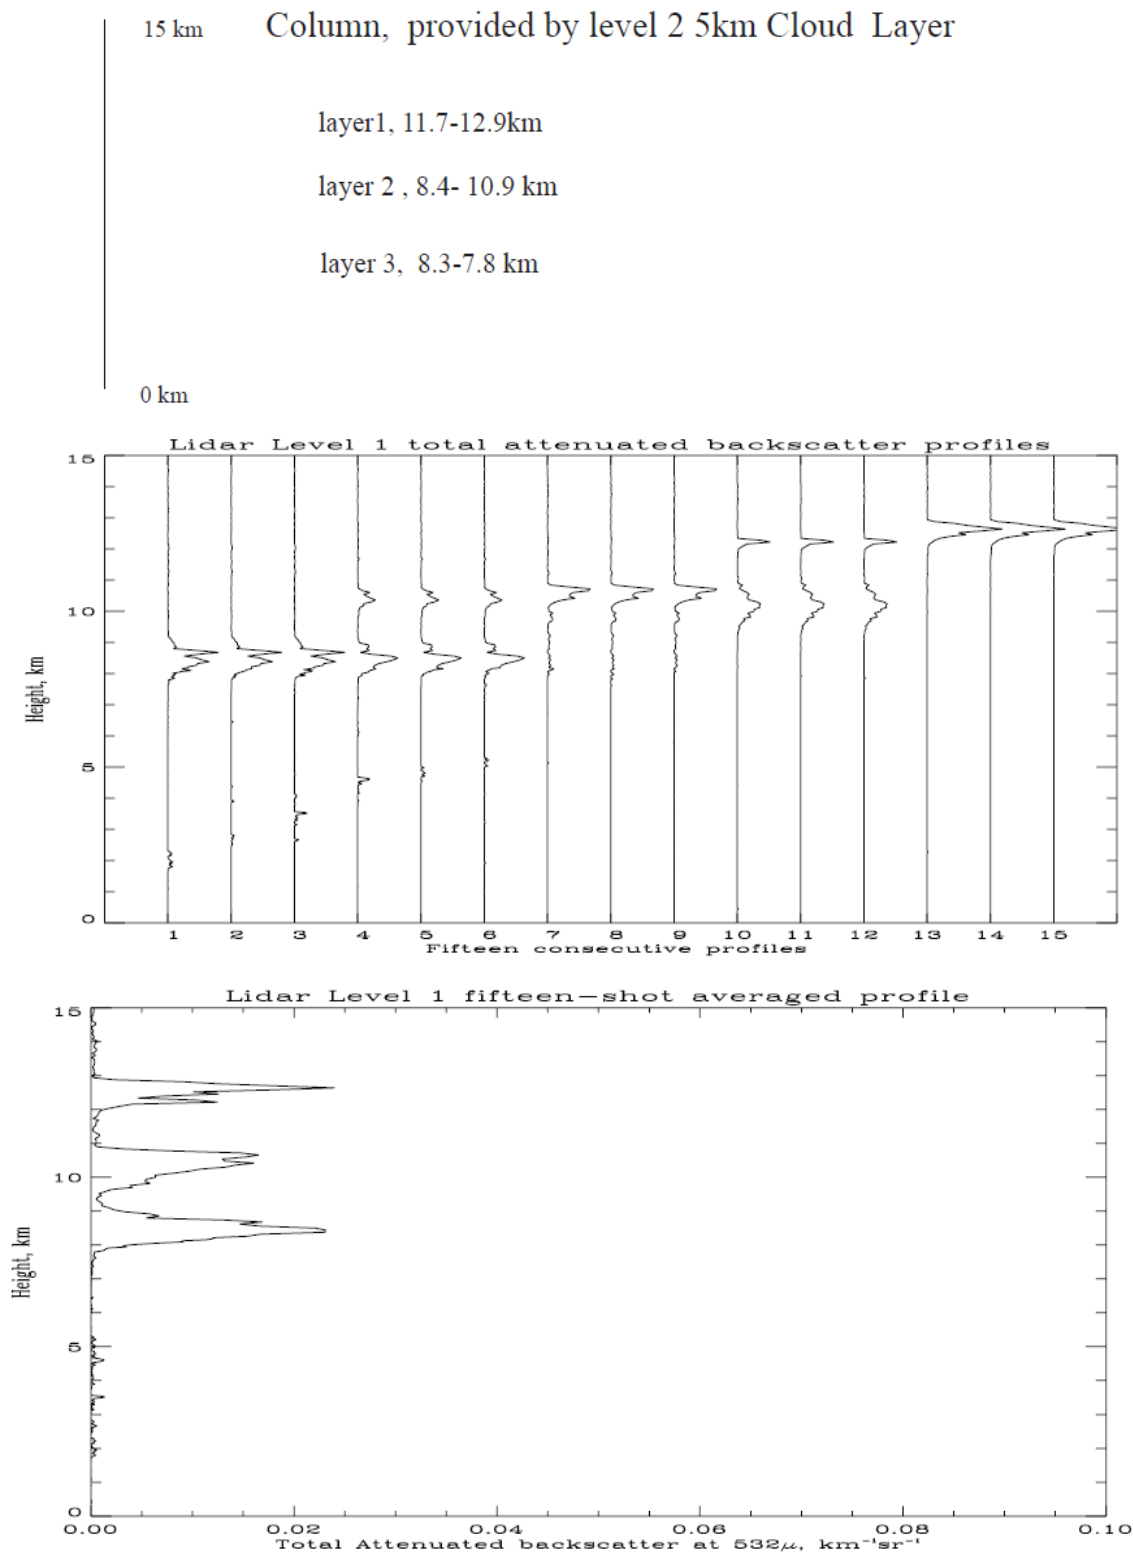 15 km Column, provided by level 2 5km Cloud Layer
layer1, 11.7-12.9km
layer 2 , 8.4- 10.9 km
layer 3, 8.3-7.8 km
0 km
Lidar Level 1 total attenuated backscatter profiles
15
10
5
0
Height, km
1 2 3 4 5 6 7 8 9 10 11 12 13 14 15
Fifteen consecutive profiles
Lidar Level 1 fifteen-shot averaged profile
15
10
5
0
Height, km
0.00 0.02 0.04 0.06 0.08 0.10
Total Attenuated backscatter at 532μ, km⁻¹sr⁻¹